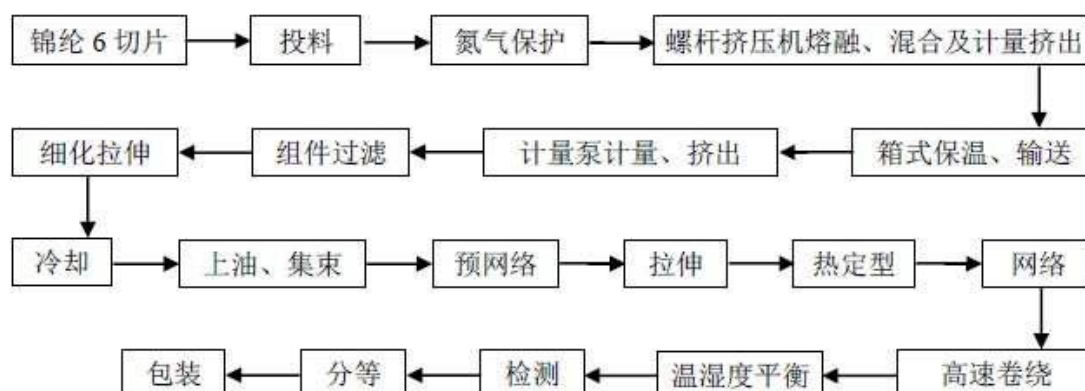 锦纶 6 切片
投料
氮气保护
螺杆挤压机熔融、混合及计量挤出
箱式保温、输送
计量泵计量、挤出
组件过滤
细化拉伸
冷却
上油、集束
预网络
拉伸
热定型
网络
高速卷绕
温湿度平衡
检测
分等
包装